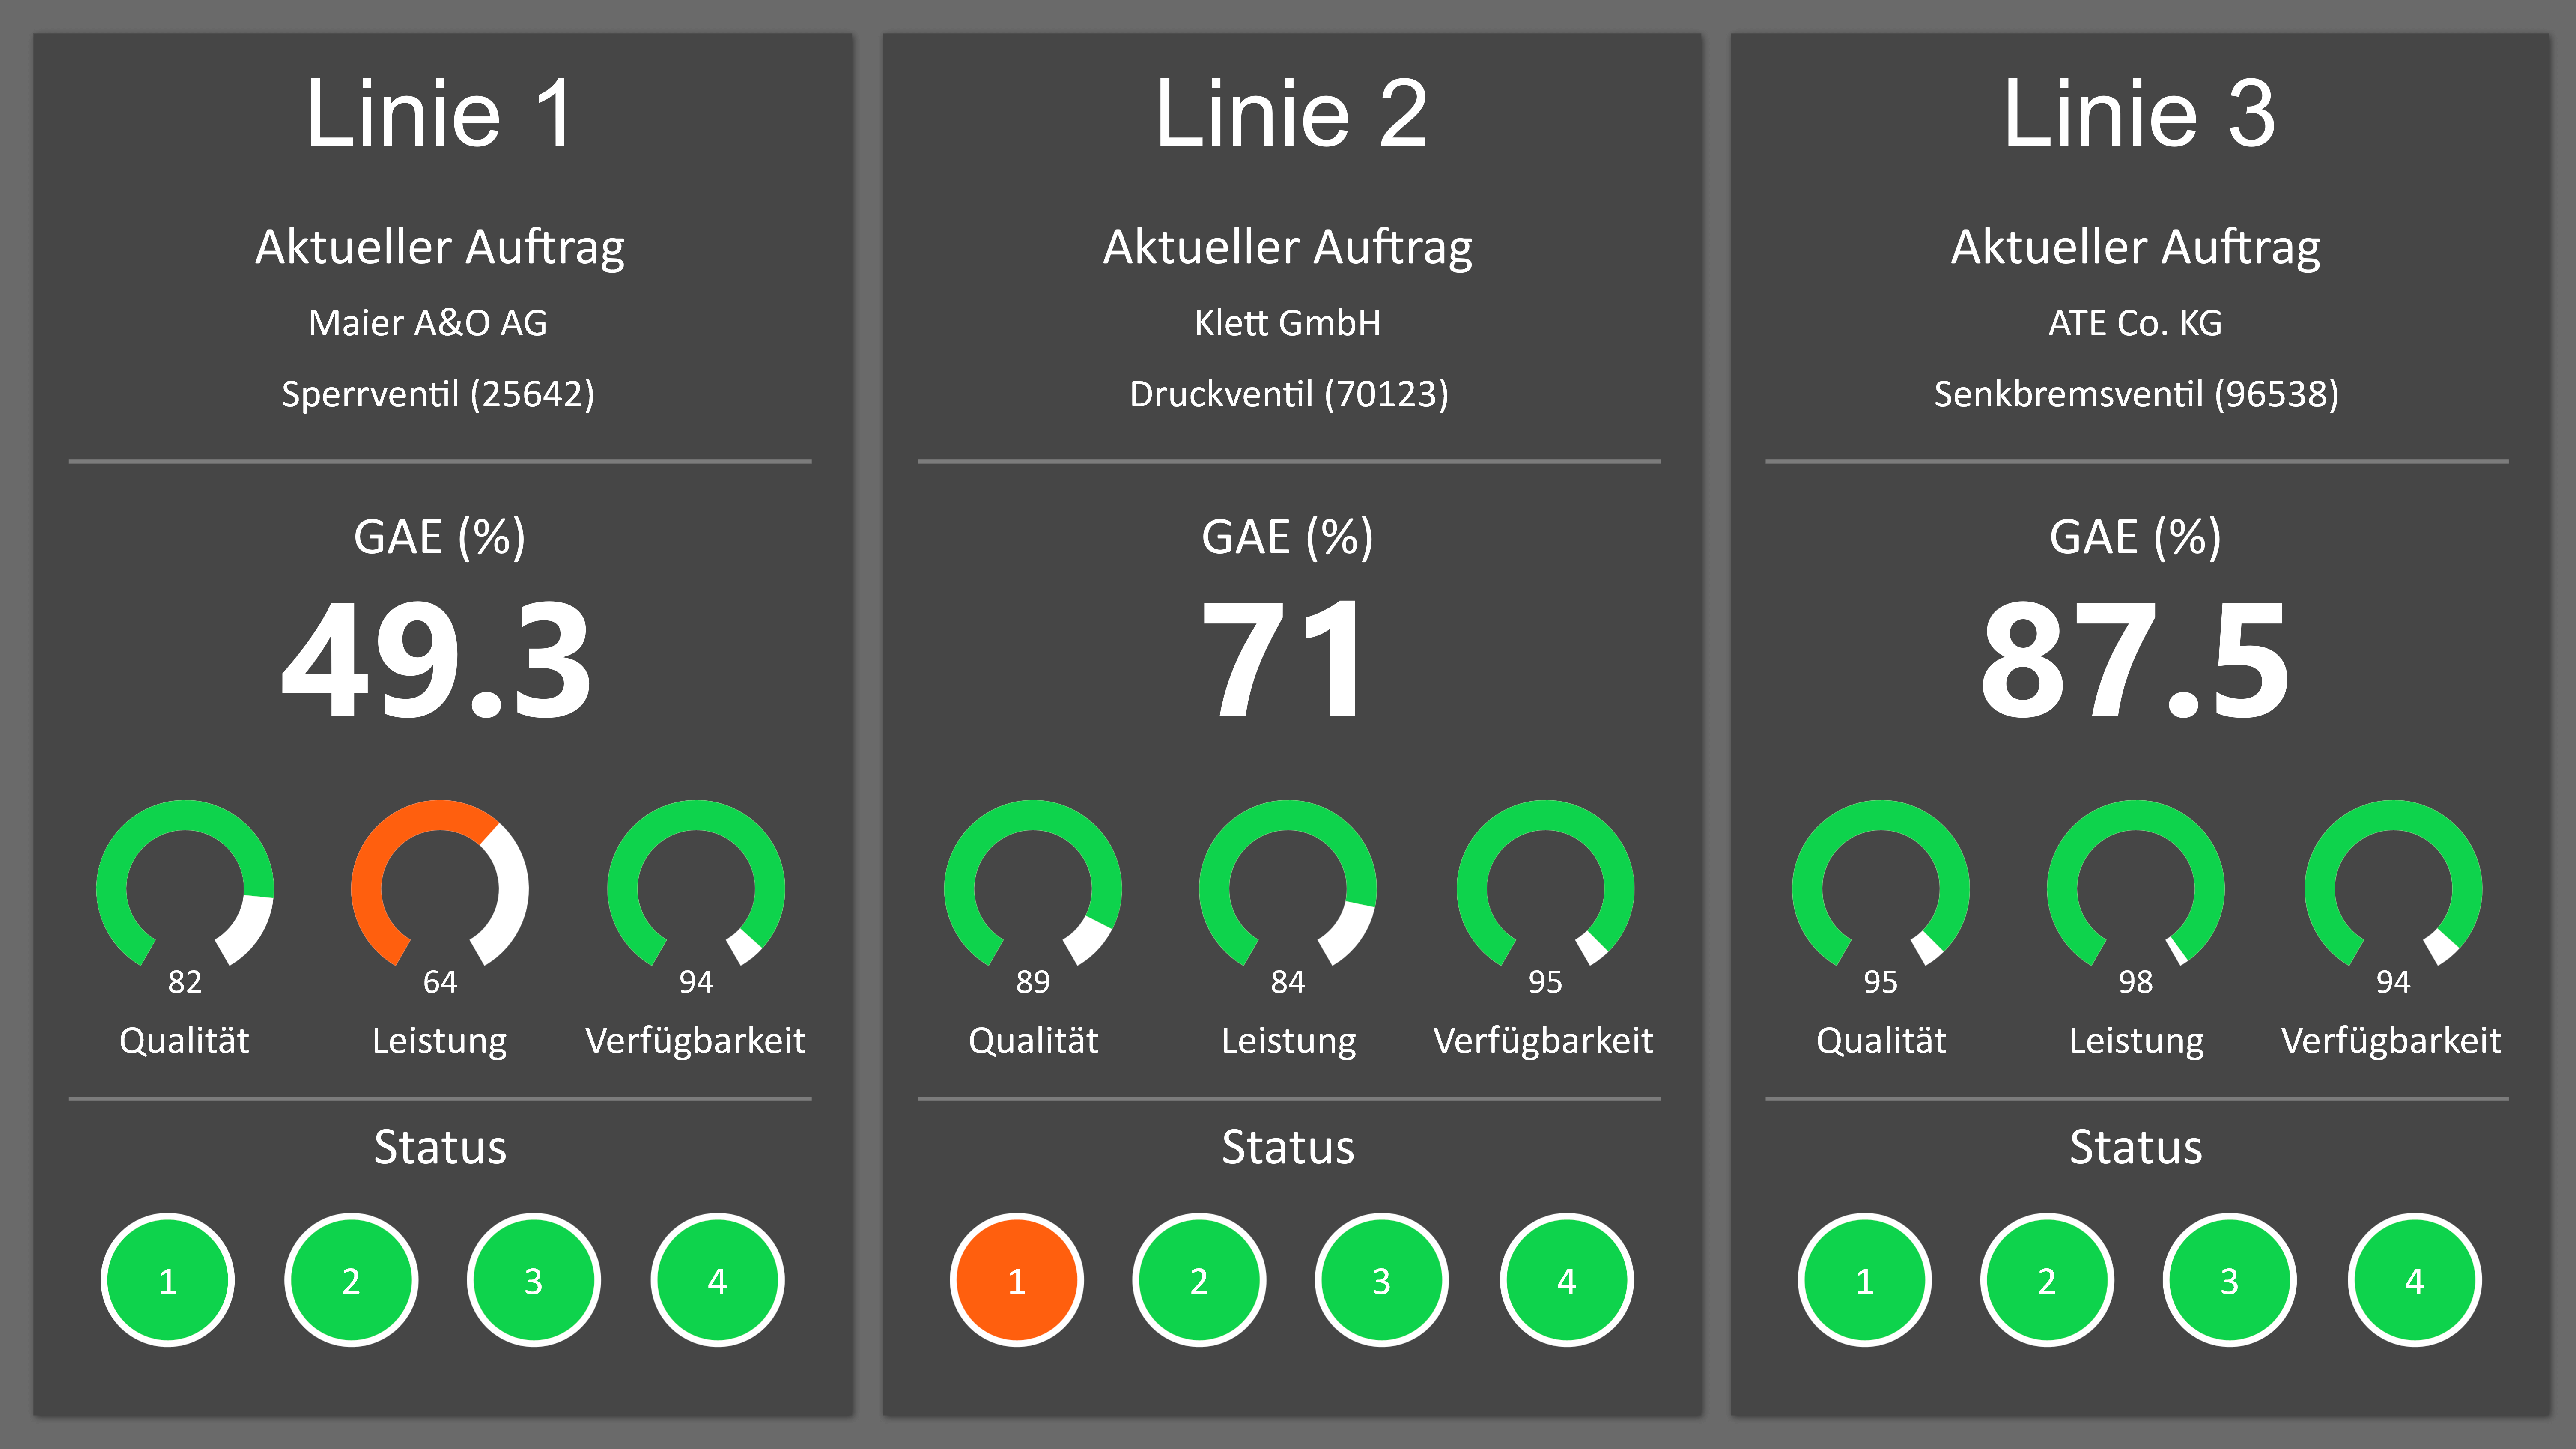 Linie 1
Aktueller Auftrag
Maier A&O AG
Sperrventil (25642)
GAE (%)
49.3
82 64 94
Qualität Leistung Verfügbarkeit
Status
1 2 3 4
Linie 2
Aktueller Auftrag
Klett GmbH
Druckventil (70123)
GAE (%)
71
89 84 95
Qualität Leistung Verfügbarkeit
Status
1 2 3 4
Linie 3
Aktueller Auftrag
ATE Co. KG
Senkbremsventil (96538)
GAE (%)
87.5
95 98 94
Qualität Leistung Verfügbarkeit
Status
1 2 3 4